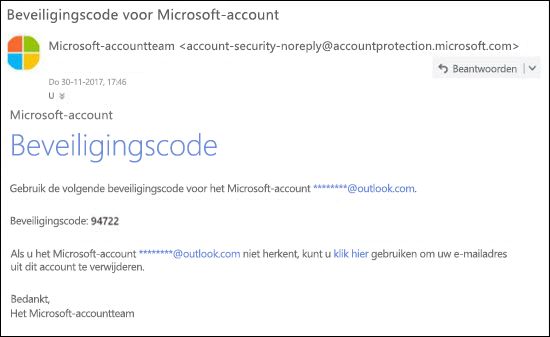 Beveiligingscode voor Microsoft-account
Microsoft-accountteam <account-security-noreply@accountprotection.microsoft.com>
Beantwoorden
Do 30-11-2017, 17:46
U
Microsoft-account
Beveiligingscode
Gebruik de volgende beveiligingscode voor het Microsoft-account ********@outlook.com.
Beveiligingscode: 94722
Als u het Microsoft-account ********@outlook.com niet herkent, kunt u klik hier gebruiken om uw e-mailadres
uit dit account te verwijderen.
Bedankt,
Het Microsoft-accountteam